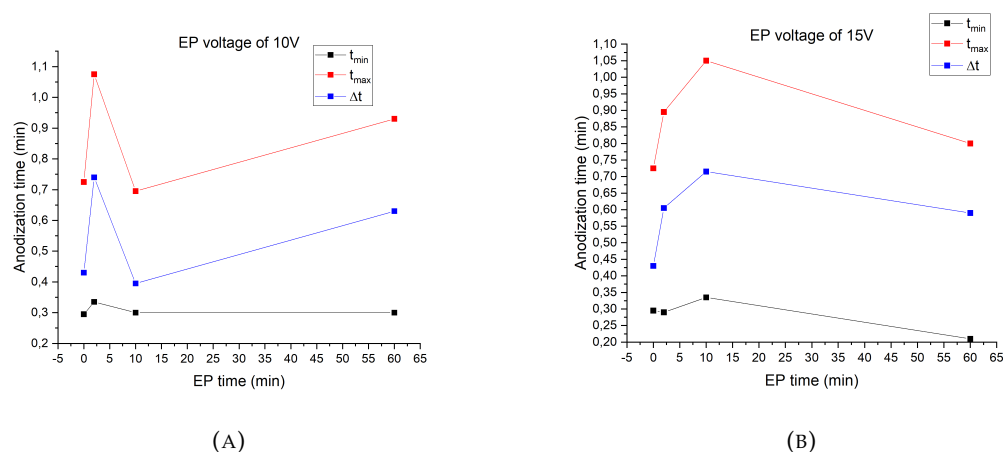 EP voltage of 10V
t_min
t_max
Δt
1,1
1,0
0,9
0,8
0,7
0,6
0,5
0,4
0,3
0,2
Anodization time (min)
-5 0 5 10 15 20 25 30 35 40 45 50 55 60 65
EP time (min)
(A)
EP voltage of 15V
t_min
t_max
Δt
1,10
1,05
1,00
0,95
0,90
0,85
0,80
0,75
0,70
0,65
0,60
0,55
0,50
0,45
0,40
0,35
0,30
0,25
0,20
Anodization time (min)
-5 0 5 10 15 20 25 30 35 40 45 50 55 60 65
EP time (min)
(B)